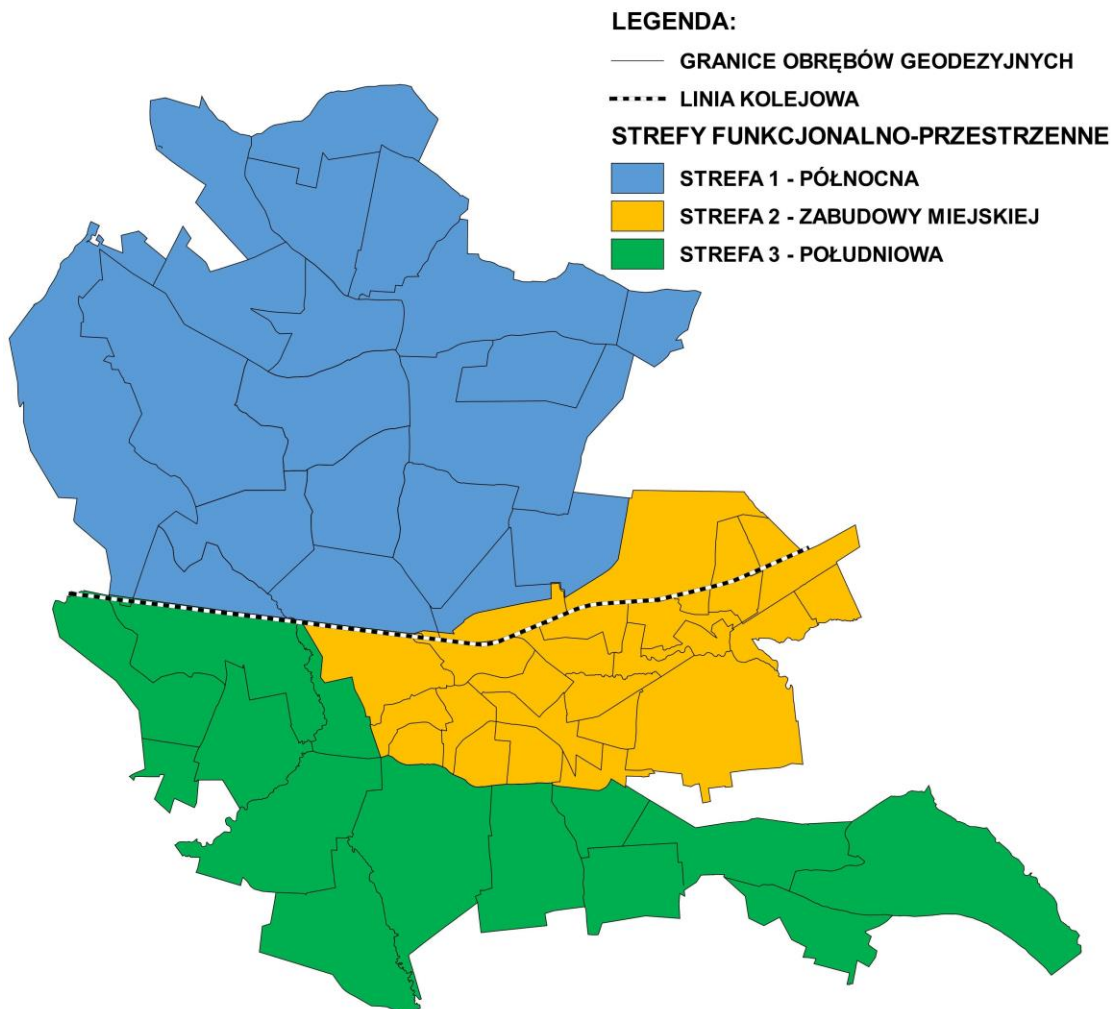 LEGENDA:
GRANICE OBRĘBÓW GEODEZYJNYCH
LINIA KOLEJOWA
STREFY FUNKCJONALNO-PRZESTRZENNE
STREFA 1 - PÓŁNOCNA
STREFA 2 - ZABUDOWY MIEJSKIEJ
STREFA 3 - POŁUDNIOWA